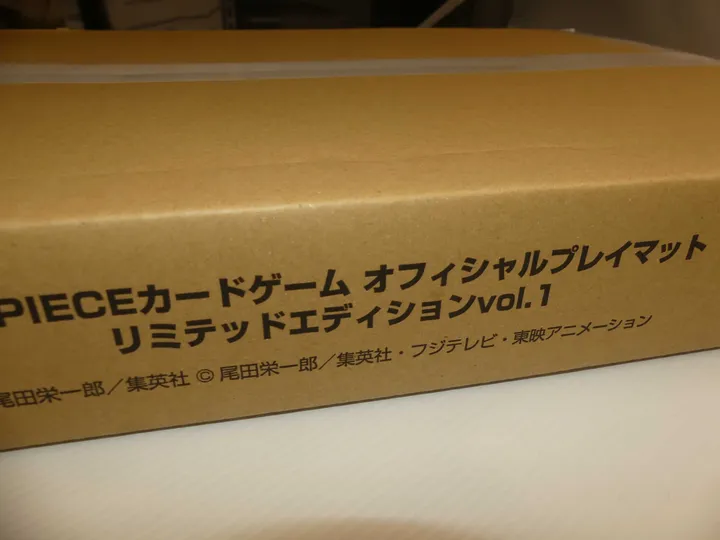 PIECEカードゲーム オフィシャルプレイマット
リミテッドエディションvol.1
尾田栄一郎／集英社 © 尾田栄一郎／集英社・フジテレビ・東映アニメーション